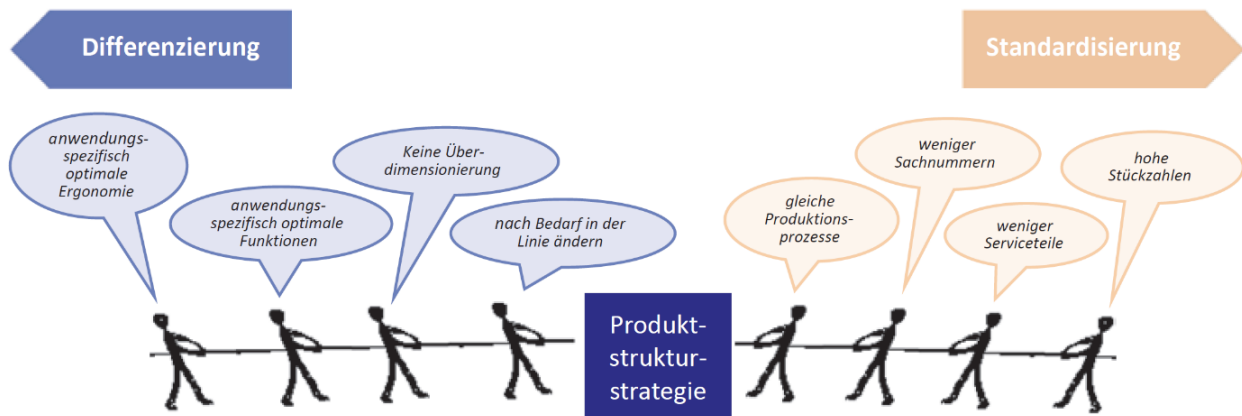 Differenzierung
Standardisierung
anwendungs-
spezifisch
optimale
Ergonomie
anwendungs-
spezifisch optimale
Funktionen
Keine Über-
dimensionierung
nach Bedarf in der
Linie ändern
gleiche
Produktions-
prozesse
weniger
Sachnummern
weniger
Serviceteile
hohe
Stückzahlen
Produkt-
struktur-
strategie